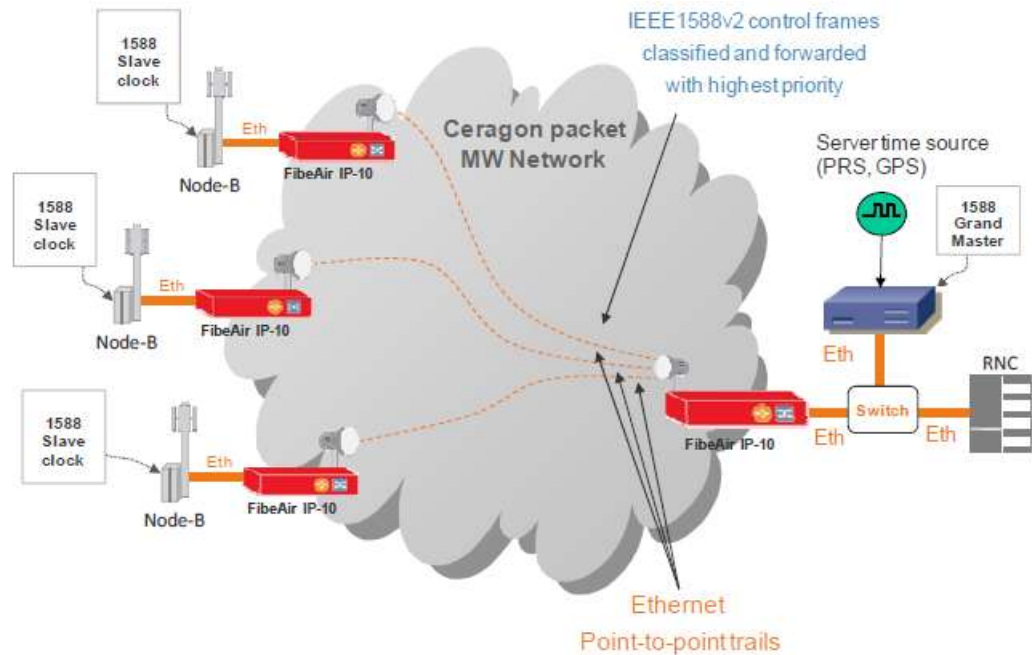 IEEE1588v2 control frames
classified and forwarded
with highest priority
1588
Slave
clock
Eth
Node-B
FibeAir IP-10
Ceragon packet
MW Network
Server time source
(PRS, GPS)
1588
Grand
Master
1588
Slave
clock
Eth
Node-B
FibeAir IP-10
Eth
RNC
Switch
Eth
Eth
FibeAir IP-10
1588
Slave
clock
Eth
Node-B
FibeAir IP-10
Ethernet
Point-to-point trails